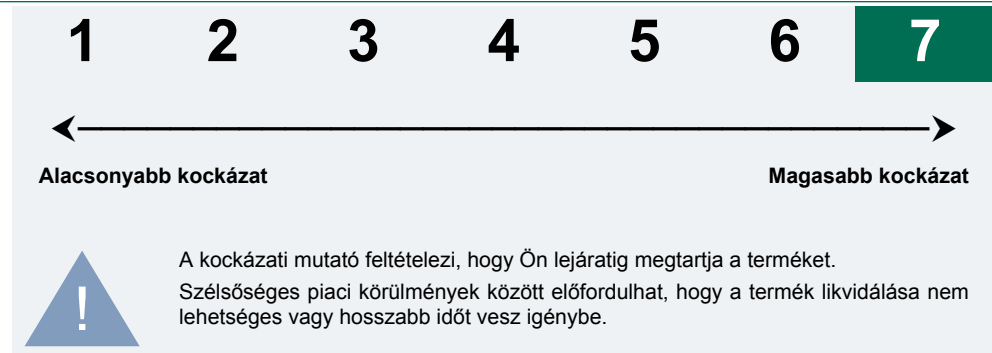 1 2 3 4 5 6 7
Alacsonyabb kockázat Magasabb kockázat
A kockázati mutató feltételezi, hogy Ön lejáratig megtartja a terméket.
Szélsőséges piaci körülmények között előfordulhat, hogy a termék likvidálása nem
! lehetséges vagy hosszabb időt vesz igénybe.